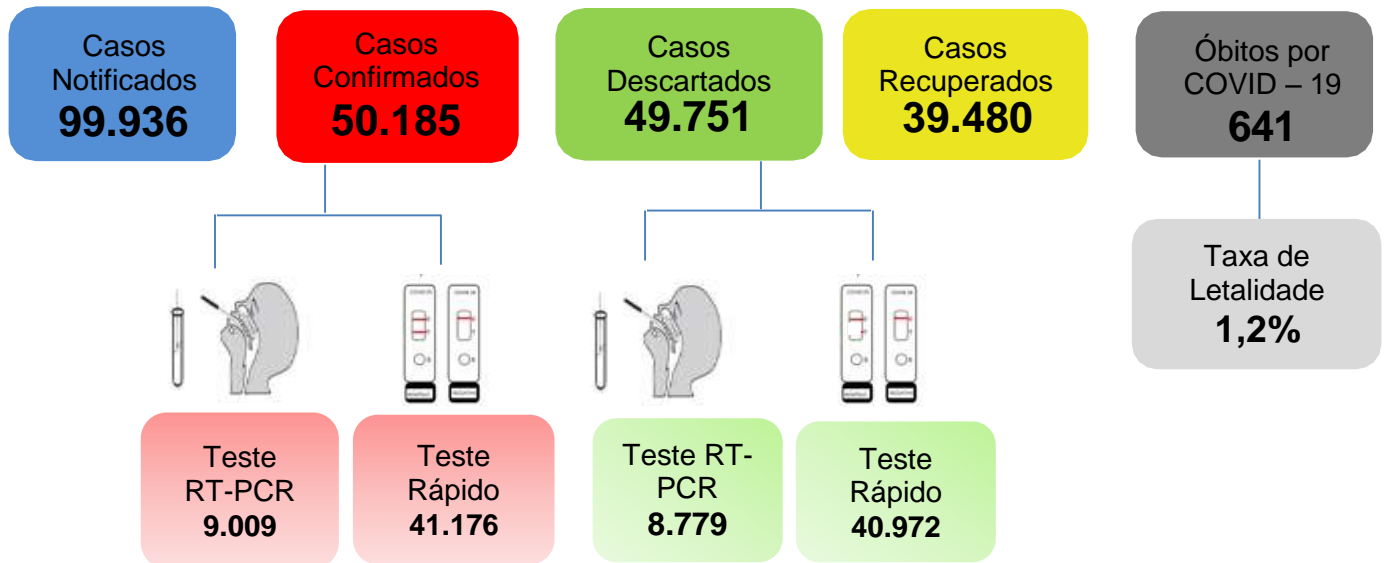 Casos
Notificados
99.936
Casos
Confirmados
50.185
Casos
Descartados
49.751
Casos
Recuperados
39.480
Óbitos por
COVID – 19
641
Taxa de
Letalidade
1,2%
Teste
RT-PCR
9.009
Teste
Rápido
41.176
Teste RT-
PCR
8.779
Teste
Rápido
40.972